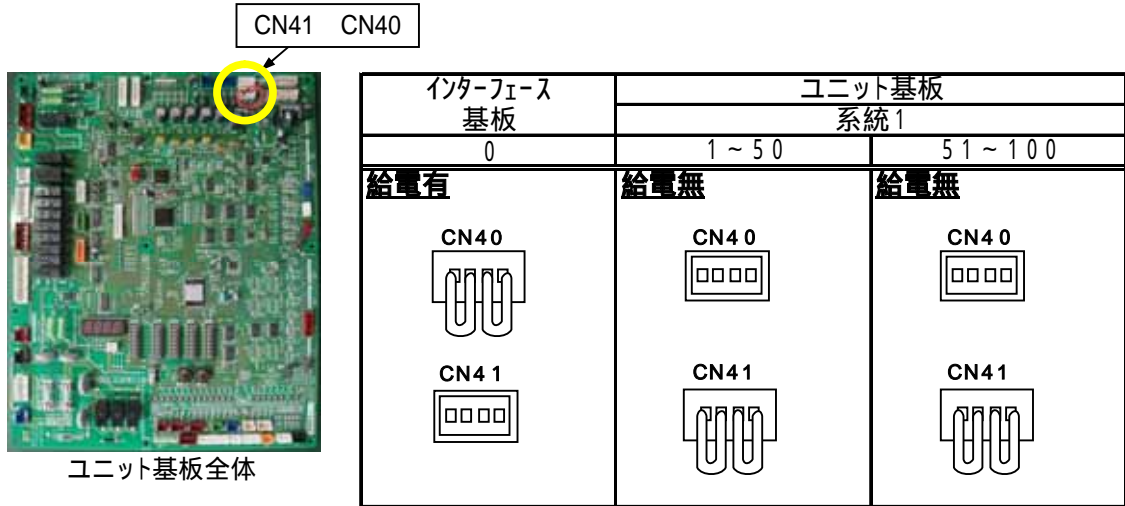 CN41 CN40
インターフェース
基板
ユニット基板
系統1
0
1~50
51~100
給電有
給電無
給電無
CN40
CN40
CN40
CN41
CN41
CN41
ユニット基板全体